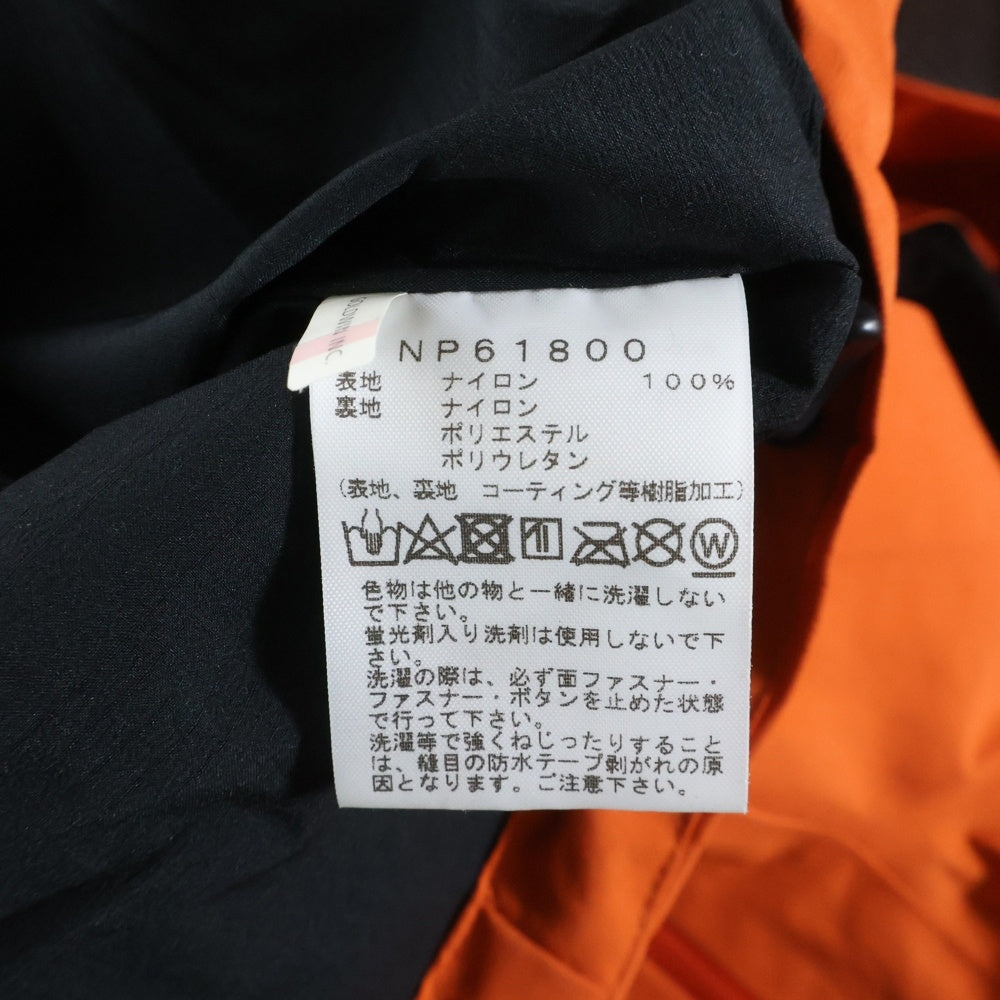 GOLDWIN INC.
NP61800
表地 ナイロン 100%
裏地 ナイロン
ポリエステル
ポリウレタン
(表地、裏地 コーティング等樹脂加工)
W
色物は他の物と一緒に洗濯しない
で下さい。
蛍光剤入り洗剤は使用しないで下
さい。
洗濯の際は、必ず面ファスナー・
ファスナー・ボタンを止めた状態
で行って下さい。
洗濯等で強くねじったりすること
は、縫目の防水テープ剥がれの原
因となります。ご注意下さい。